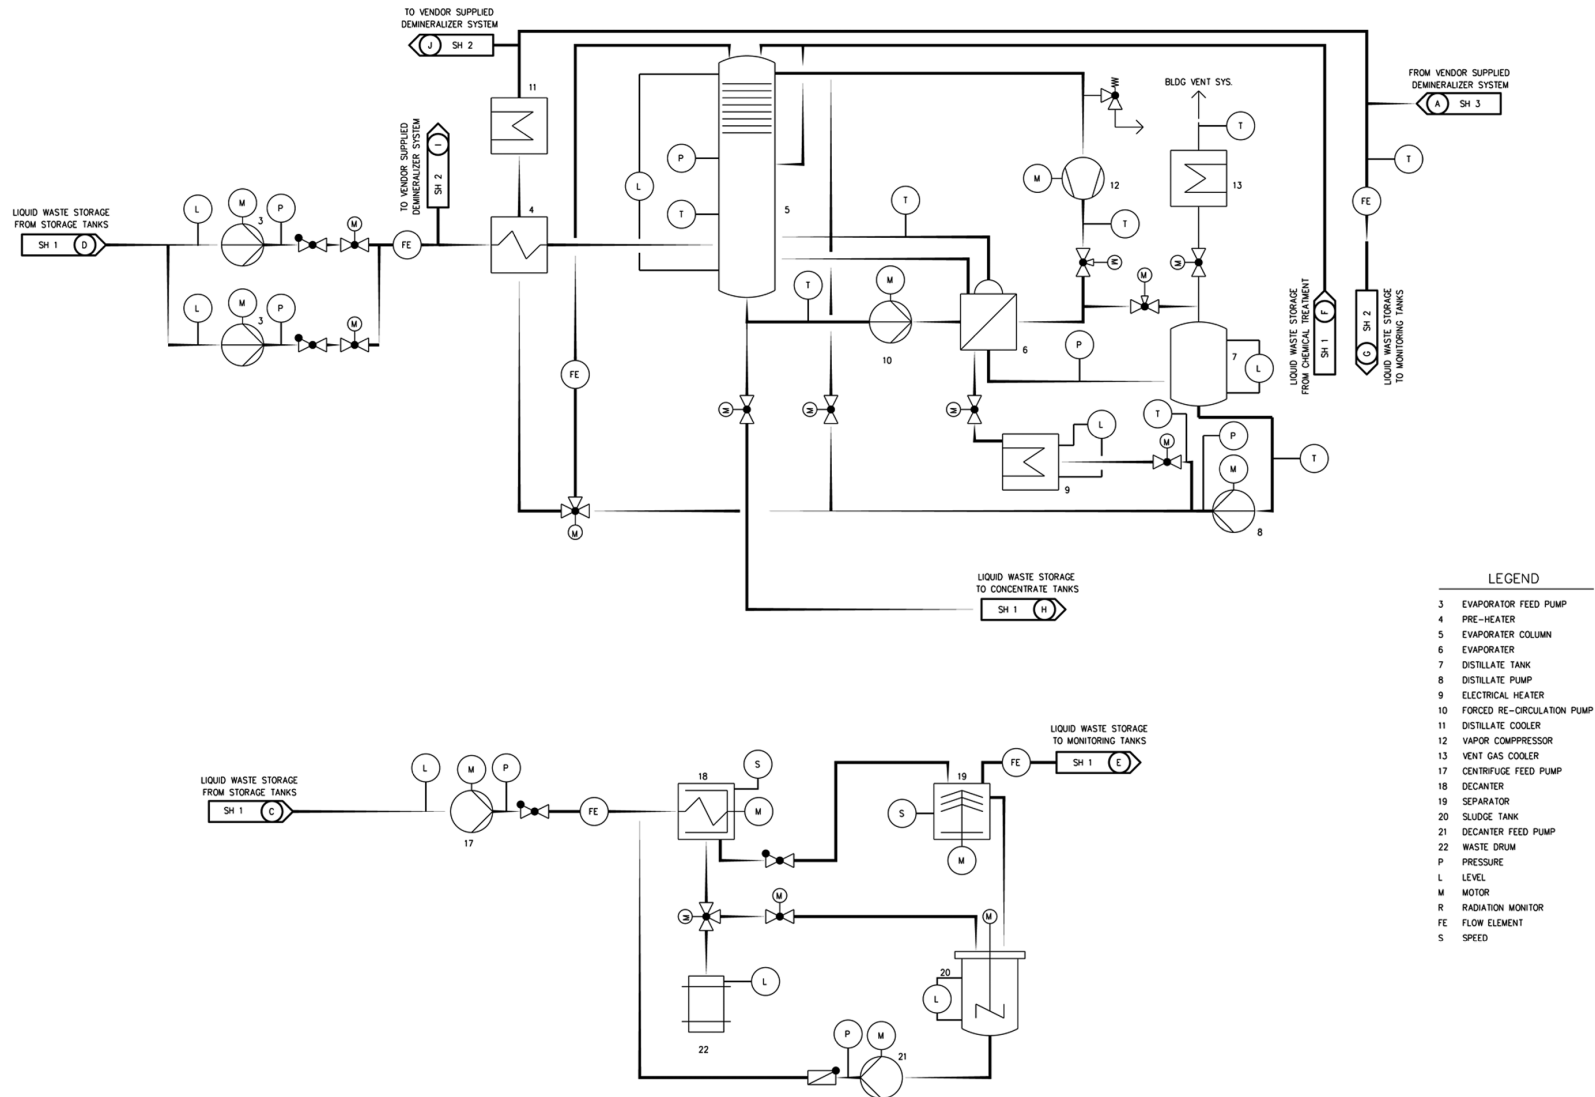 TO VENDOR SUPPLIED
DEMINERALIZER SYSTEM
J SH 2
11
BLDG VENT SYS.
FROM VENDOR SUPPLIED
DEMINERALIZER SYSTEM
A SH 3
T
T
TO VENDOR SUPPLIED
DEMINERALIZER SYSTEM
SH 2 I
P
L
T
5
M
12
T
13
FE
LIQUID WASTE STORAGE
FROM STORAGE TANKS
SH 1 D
L
M
3
P
M
FE
4
T
M
M
M
L
M
3
P
M
T
M
10
6
P
7
L
LIQUID WASTE STORAGE
FROM CHEMICAL TREATMENT
SH 1 F
SH 2
G
LIQUID WASTE STORAGE
TO MONITORING TANKS
FE
M
M
M
T
L
M
P
M
T
9
8
M
LIQUID WASTE STORAGE
TO CONCENTRATE TANKS
SH 1 H
LEGEND
3 EVAPORATOR FEED PUMP
4 PRE-HEATER
5 EVAPORATER COLUMN
6 EVAPORATER
7 DISTILLATE TANK
8 DISTILLATE PUMP
9 ELECTRICAL HEATER
10 FORCED RE-CIRCULATION PUMP
11 DISTILLATE COOLER
12 VAPOR COMPPRESSOR
13 VENT GAS COOLER
17 CENTRIFUGE FEED PUMP
18 DECANTER
19 SEPARATOR
20 SLUDGE TANK
21 DECANTER FEED PUMP
22 WASTE DRUM
P PRESSURE
L LEVEL
M MOTOR
R RADIATION MONITOR
FE FLOW ELEMENT
S SPEED
LIQUID WASTE STORAGE
FROM STORAGE TANKS
SH 1 C
L
M
P
17
FE
18
S
M
LIQUID WASTE STORAGE
TO MONITORING TANKS
SH 1 E
FE
19
S
M
M
M
M
20
L
L
22
P
M
21